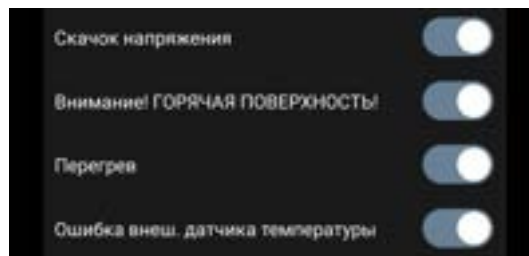 Скачок напряжения
Внимание! ГОРЯЧАЯ ПОВЕРХНОСТЬ!
Перегрев
Ошибка внеш. датчика температуры